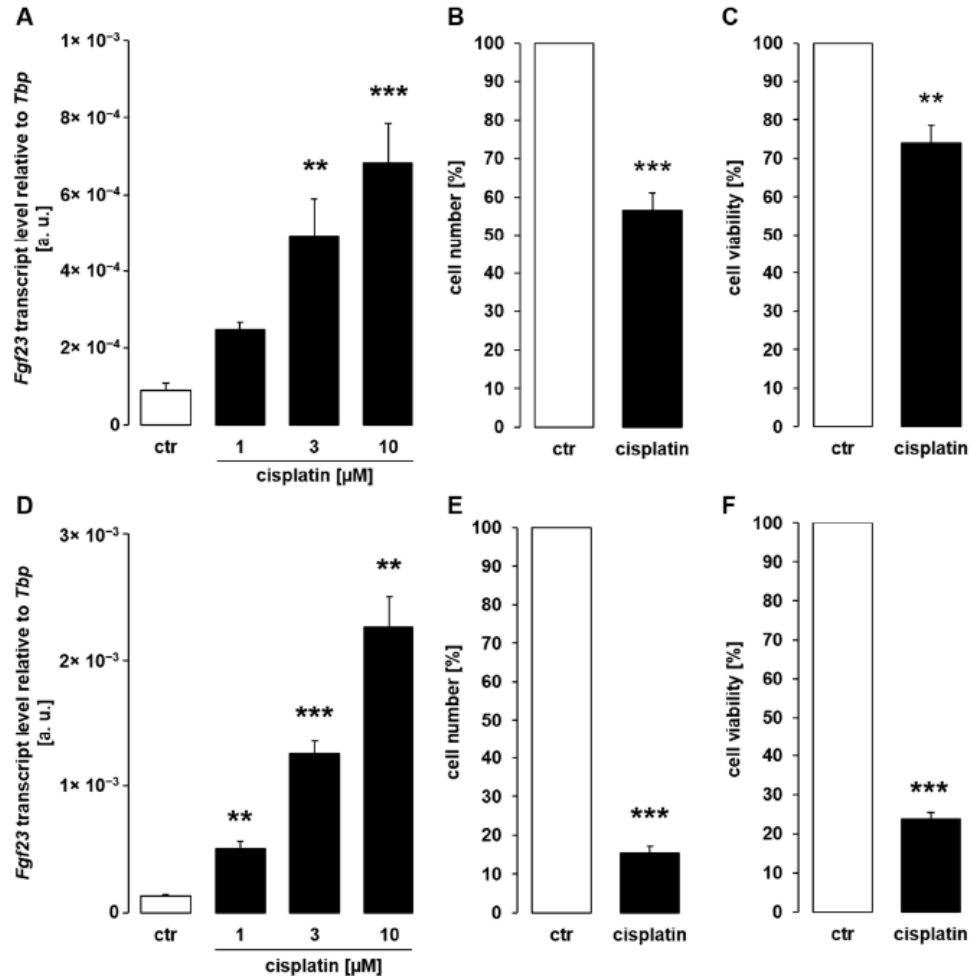 A
Fgf23 transcript level relative to Tbp
[a. u.]
1× 10⁻³
8× 10⁻⁴
6× 10⁻⁴
4× 10⁻⁴
2× 10⁻⁴
0
**
***
ctr
1
3
10
cisplatin [µM]
B
cell number [%]
100
90
80
70
60
50
40
30
20
10
0
***
ctr
cisplatin
C
cell viability [%]
100
90
80
70
60
50
40
30
20
10
0
**
ctr
cisplatin
D
Fgf23 transcript level relative to Tbp
[a. u.]
3× 10⁻³
2× 10⁻³
1× 10⁻³
0
**
***
**
ctr
1
3
10
cisplatin [µM]
E
cell number [%]
100
90
80
70
60
50
40
30
20
10
0
***
ctr
cisplatin
F
cell viability [%]
100
90
80
70
60
50
40
30
20
10
0
***
ctr
cisplatin